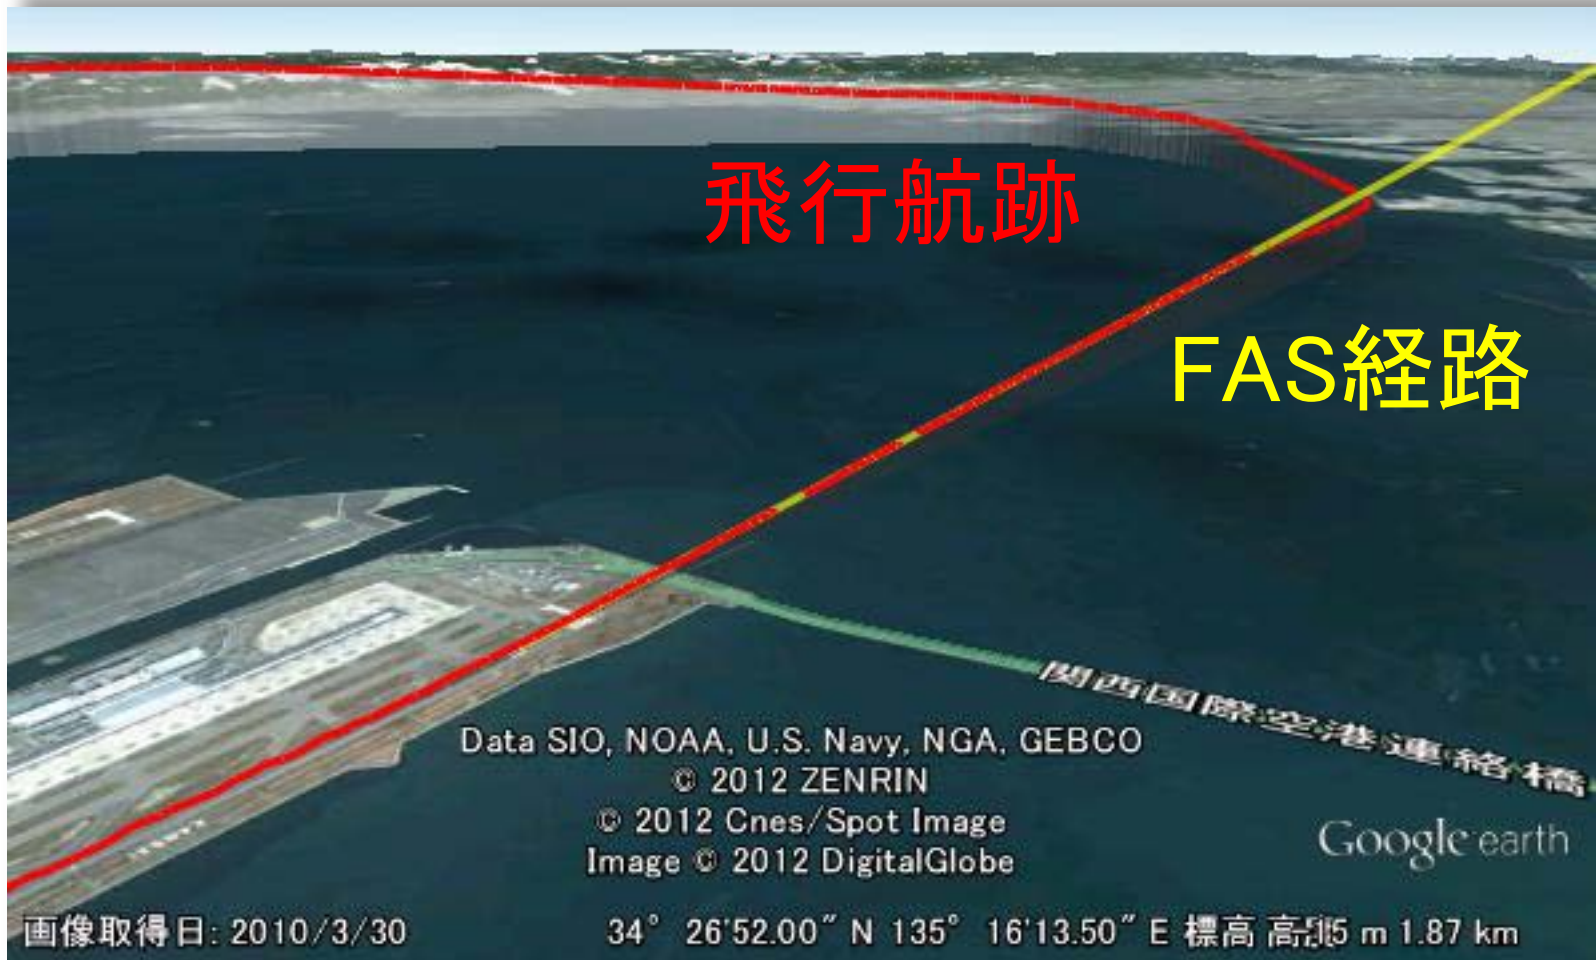 飛行航跡
FAS経路
関西国際空港連絡橋
Data SIO, NOAA, U.S. Navy, NGA, GEBCO
© 2012 ZENRIN
© 2012 Cnes/Spot Image
Image © 2012 DigitalGlobe
Google earth
画像取得日: 2010/3/30
34° 26'52.00" N 135° 16'13.50" E 標高 高 5 m 1.87 km